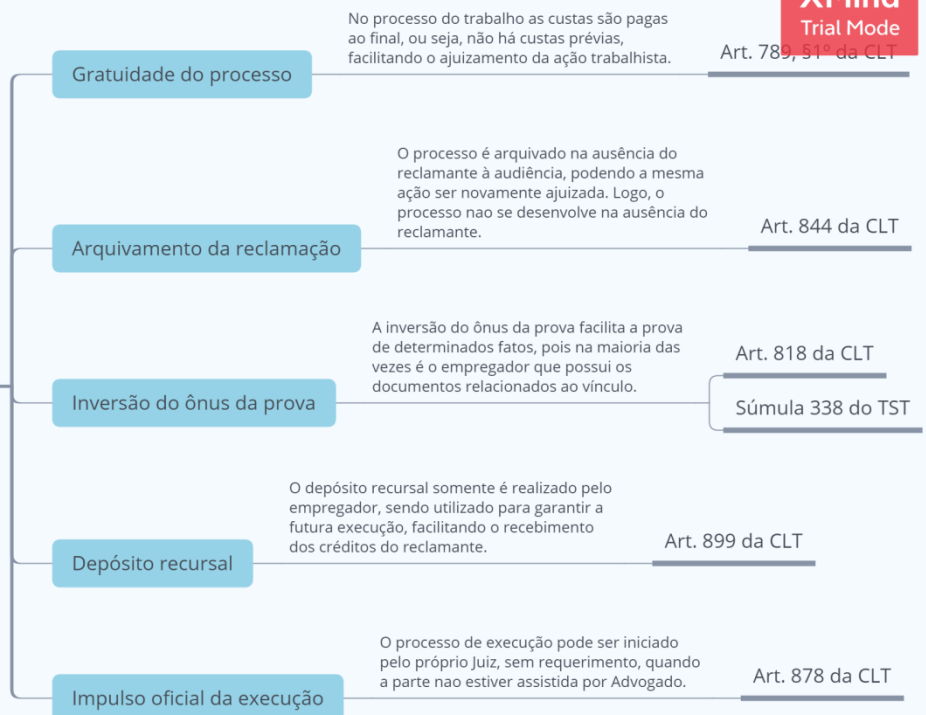 XMind
Trial Mode
No processo do trabalho as custas são pagas
ao final, ou seja, não há custas prévias,
facilitando o ajuizamento da ação trabalhista.
Gratuidade do processo
Art. 789, §1º da CLT
O processo é arquivado na ausência do
reclamante à audiência, podendo a mesma
ação ser novamente ajuizada. Logo, o
processo nao se desenvolve na ausência do
reclamante.
Arquivamento da reclamação
Art. 844 da CLT
A inversão do ônus da prova facilita a prova
de determinados fatos, pois na maioria das
vezes é o empregador que possui os
documentos relacionados ao vínculo.
Inversão do ônus da prova
Art. 818 da CLT
Súmula 338 do TST
O depósito recursal somente é realizado pelo
empregador, sendo utilizado para garantir a
futura execução, facilitando o recebimento
dos créditos do reclamante.
Depósito recursal
Art. 899 da CLT
O processo de execução pode ser iniciado
pelo próprio Juiz, sem requerimento, quando
a parte nao estiver assistida por Advogado.
Impulso oficial da execução
Art. 878 da CLT